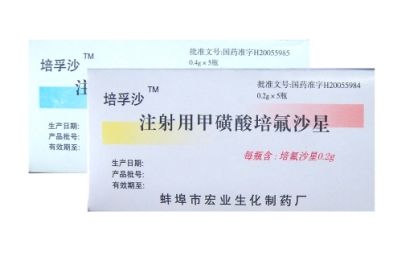 培孚沙™
批准文号:国药准字H20055985
0.4g×5瓶
注
生产日期:
产品批号:
有效期至:
培孚沙™
批准文号:国药准字H20055984
0.2g×5瓶
注射用甲磺酸培氟沙星
每瓶含:培氟沙星0.2g
生产日期:
产品批号:
有效期至:
蚌埠市宏业生化制药厂